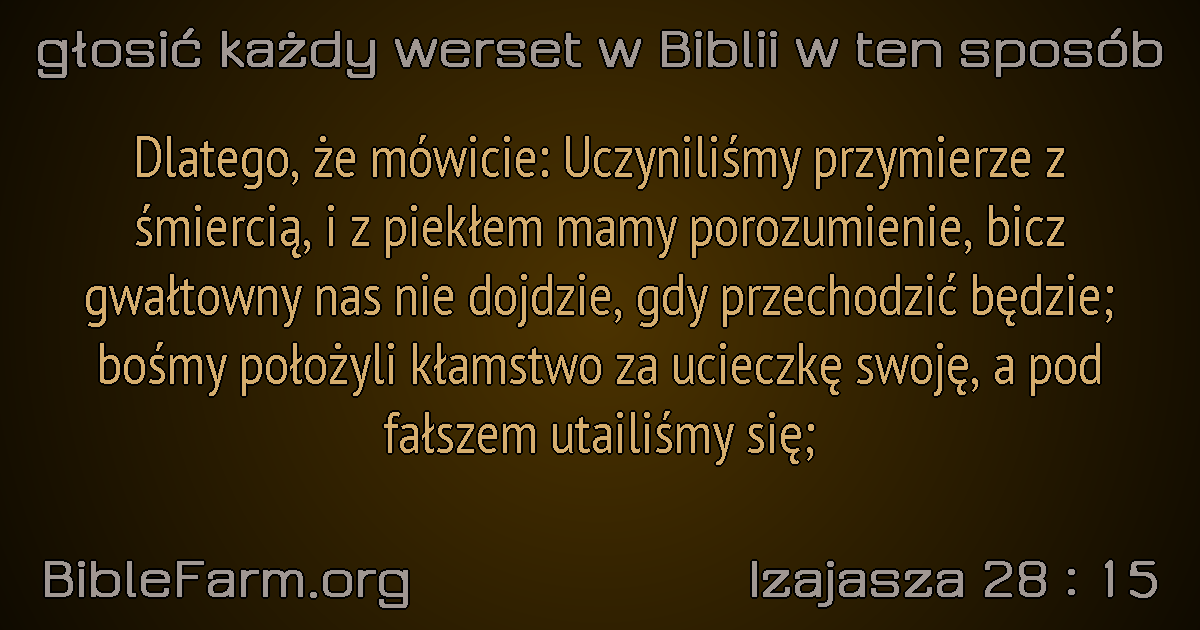 głosić każdy werset w Biblii w ten sposób
Dlatego, że mówicie: Uczyniliśmy przymierze z
śmiercią, i z piekłem mamy porozumienie, bicz
gwałtowny nas nie dojdzie, gdy przechodzić będzie;
bośmy położyli kłamstwo za ucieczkę swoję, a pod
fałszem utailiśmy się;
BibleFarm.org
Izajasza 28 : 15